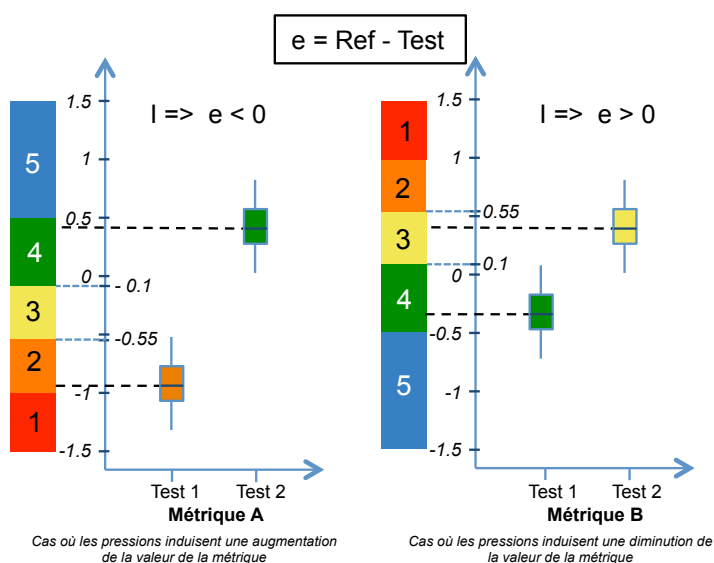 e = Ref - Test
I => e < 0
1.5
1
0.5
0
- 0.1
-0.55
-1
-1.5
5
4
3
2
1
Test 1 Test 2
Métrique A
Cas où les pressions induisent une augmentation
de la valeur de la métrique
I => e > 0
1.5
1
0.55
0.1
0
-0.5
-1
-1.5
1
2
3
4
5
Test 1 Test 2
Métrique B
Cas où les pressions induisent une diminution de
la valeur de la métrique